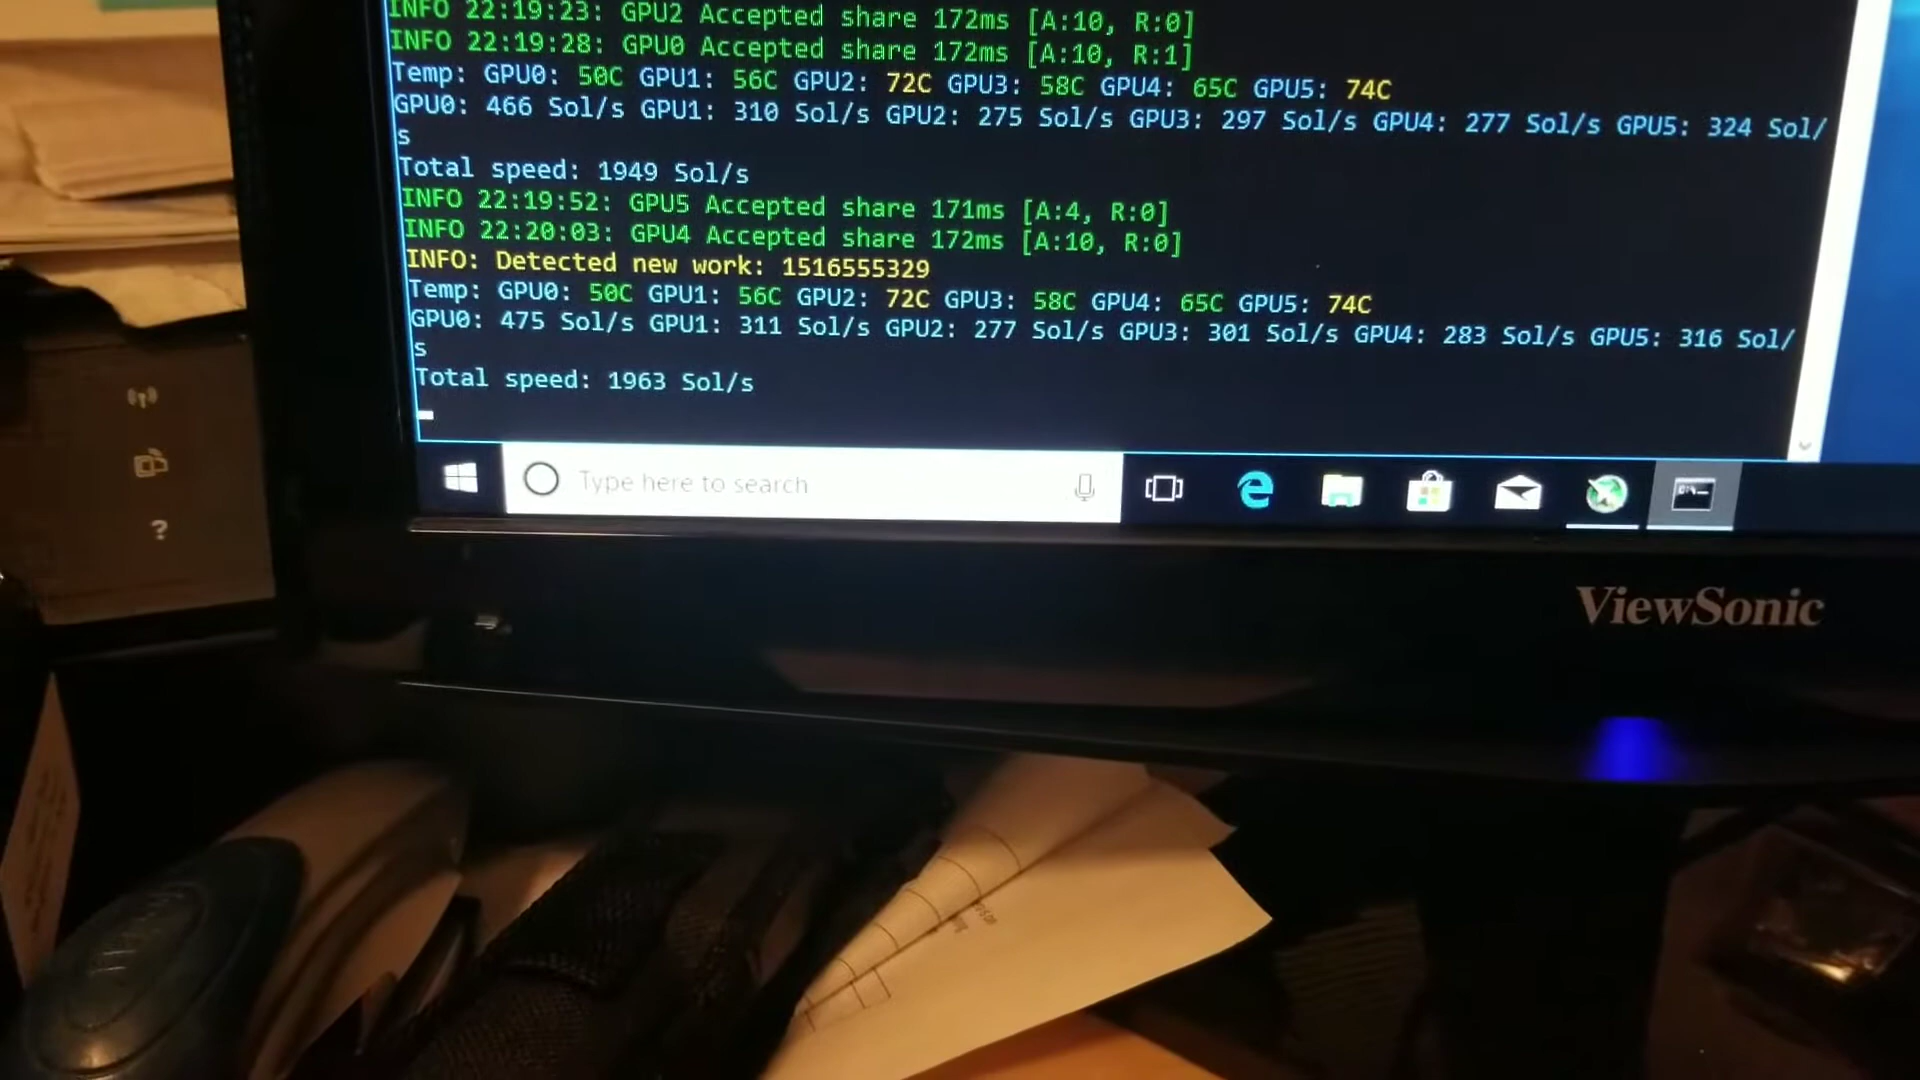 INFO 22:19:23: GPU2 Accepted share 172ms [A:10, R:0]
INFO 22:19:28: GPU0 Accepted share 172ms [A:10, R:1]
Temp: GPU0: 50C GPU1: 56C GPU2: 72C GPU3: 58C GPU4: 65C GPU5: 74C
GPU0: 466 Sol/s GPU1: 310 Sol/s GPU2: 275 Sol/s GPU3: 297 Sol/s GPU4: 277 Sol/s GPU5: 324 Sol/
s
Total speed: 1949 Sol/s
INFO 22:19:52: GPU5 Accepted share 171ms [A:4, R:0]
INFO 22:20:03: GPU4 Accepted share 172ms [A:10, R:0]
INFO: Detected new work: 1516555329
Temp: GPU0: 50C GPU1: 56C GPU2: 72C GPU3: 58C GPU4: 65C GPU5: 74C
GPU0: 475 Sol/s GPU1: 311 Sol/s GPU2: 277 Sol/s GPU3: 301 Sol/s GPU4: 283 Sol/s GPU5: 316 Sol/
s
Total speed: 1963 Sol/s
Type here to search
?
ViewSonic